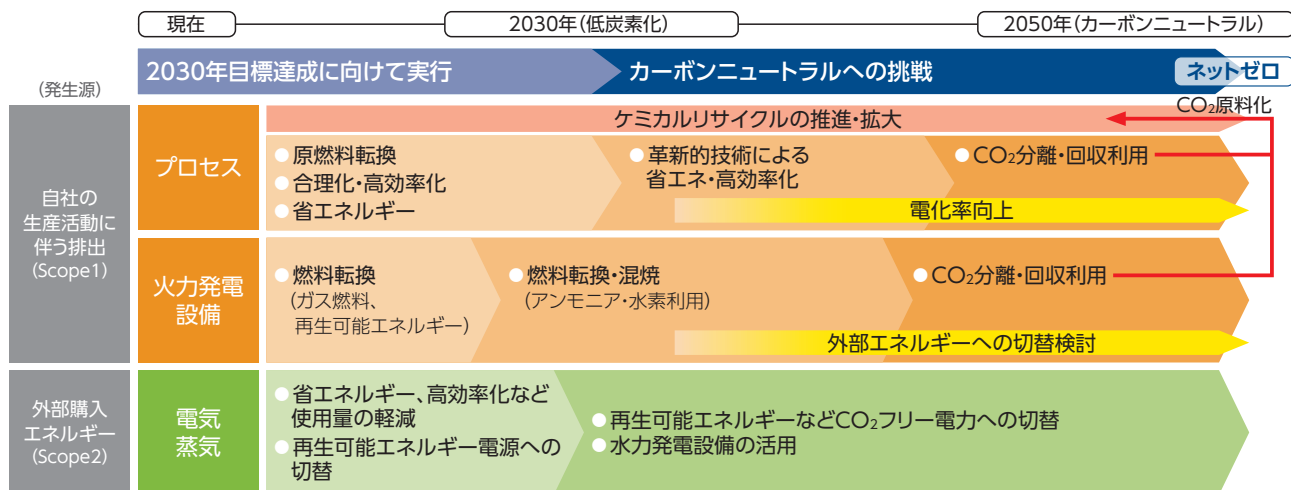 現在
2030年(低炭素化)
2050年(カーボンニュートラル)
2030年目標達成に向けて実行
カーボンニュートラルへの挑戦
ネットゼロ
(発生源)
CO₂原料化
ケミカルリサイクルの推進・拡大
自社の
生産活動に
伴う排出
(Scope1)
プロセス
原燃料転換
合理化・高効率化
省エネルギー
革新的技術による
省エネ・高効率化
CO₂分離・回収利用
電化率向上
火力発電
設備
燃料転換
(ガス燃料、
再生可能エネルギー)
燃料転換・混焼
(アンモニア・水素利用)
CO₂分離・回収利用
外部エネルギーへの切替検討
外部購入
エネルギー
(Scope2)
電気
蒸気
省エネルギー、高効率化など
使用量の軽減
再生可能エネルギー電源への
切替
再生可能エネルギーなどCO₂フリー電力への切替
水力発電設備の活用